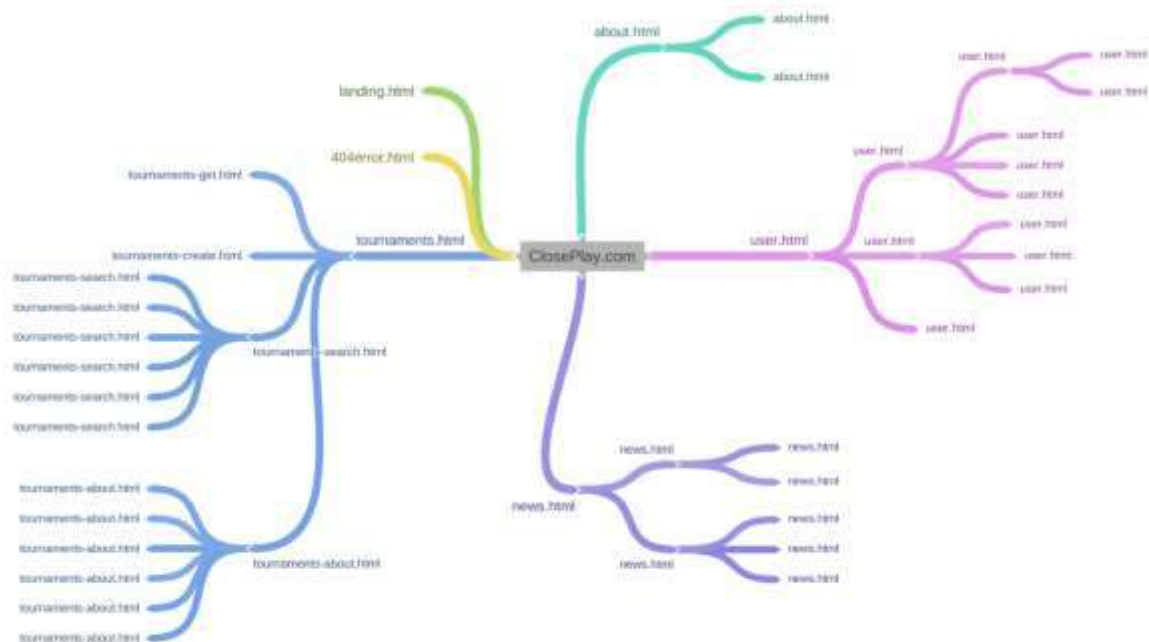 about.html
about.html
about.html
landing.html
404error.html
tournaments-get.html
tournaments.html
tournaments-create.html
tournaments-search.html
tournaments-search.html
tournaments-search.html
tournaments-search.html
tournaments-search.html
tournaments-search.html
tournaments-search.html
tournaments-about.html
tournaments-about.html
tournaments-about.html
tournaments-about.html
tournaments-about.html
tournaments-about.html
tournaments-about.html
ClosePlay.com
user.html
user.html
user.html
user.html
user.html
user.html
user.html
user.html
user.html
user.html
user.html
user.html
user.html
news.html
news.html
news.html
news.html
news.html
news.html
news.html
news.html